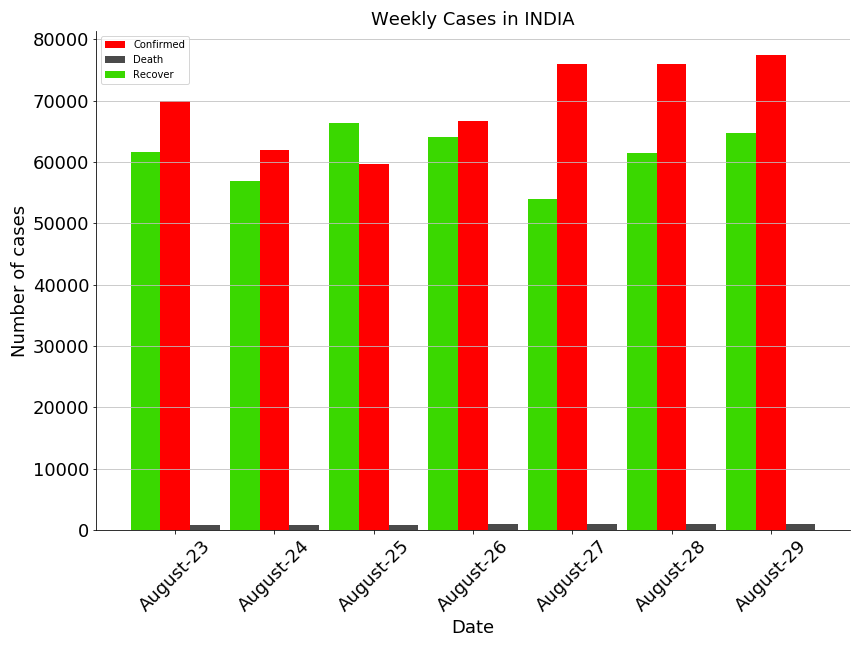 Weekly Cases in INDIA
Confirmed
Death
Recover
80000
70000
60000
50000
40000
30000
20000
10000
0
Number of cases
August-23
August-24
August-25
August-26
August-27
August-28
August-29
Date